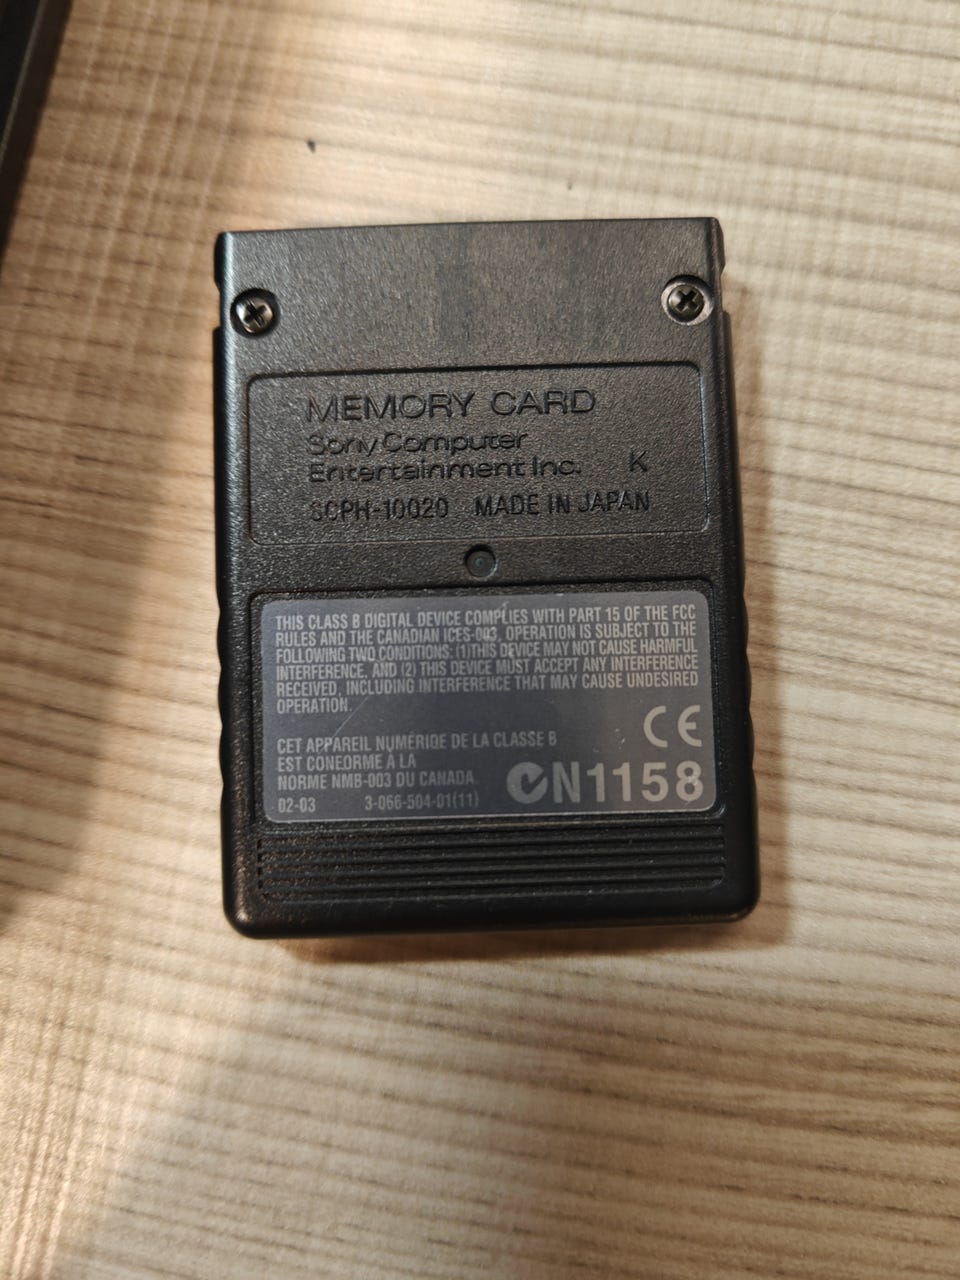 MEMORY CARD
Sony Computer
Entertainment Inc. K
SCPH-10020 MADE IN JAPAN
THIS CLASS B DIGITAL DEVICE COMPLIES WITH PART 15 OF THE FCC
RULES AND THE CANADIAN ICES-003. OPERATION IS SUBJECT TO THE
FOLLOWING TWO CONDITIONS: (1)THIS DEVICE MAY NOT CAUSE HARMFUL
INTERFERENCE, AND (2) THIS DEVICE MUST ACCEPT ANY INTERFERENCE
RECEIVED, INCLUDING INTERFERENCE THAT MAY CAUSE UNDESIRED
OPERATION.
CET APPAREIL NUMÉRIQE DE LA CLASSE B
EST CONFORME À LA
NORME NMB-003 DU CANADA
02-03 3-066-504-01(11)
CE
N1158